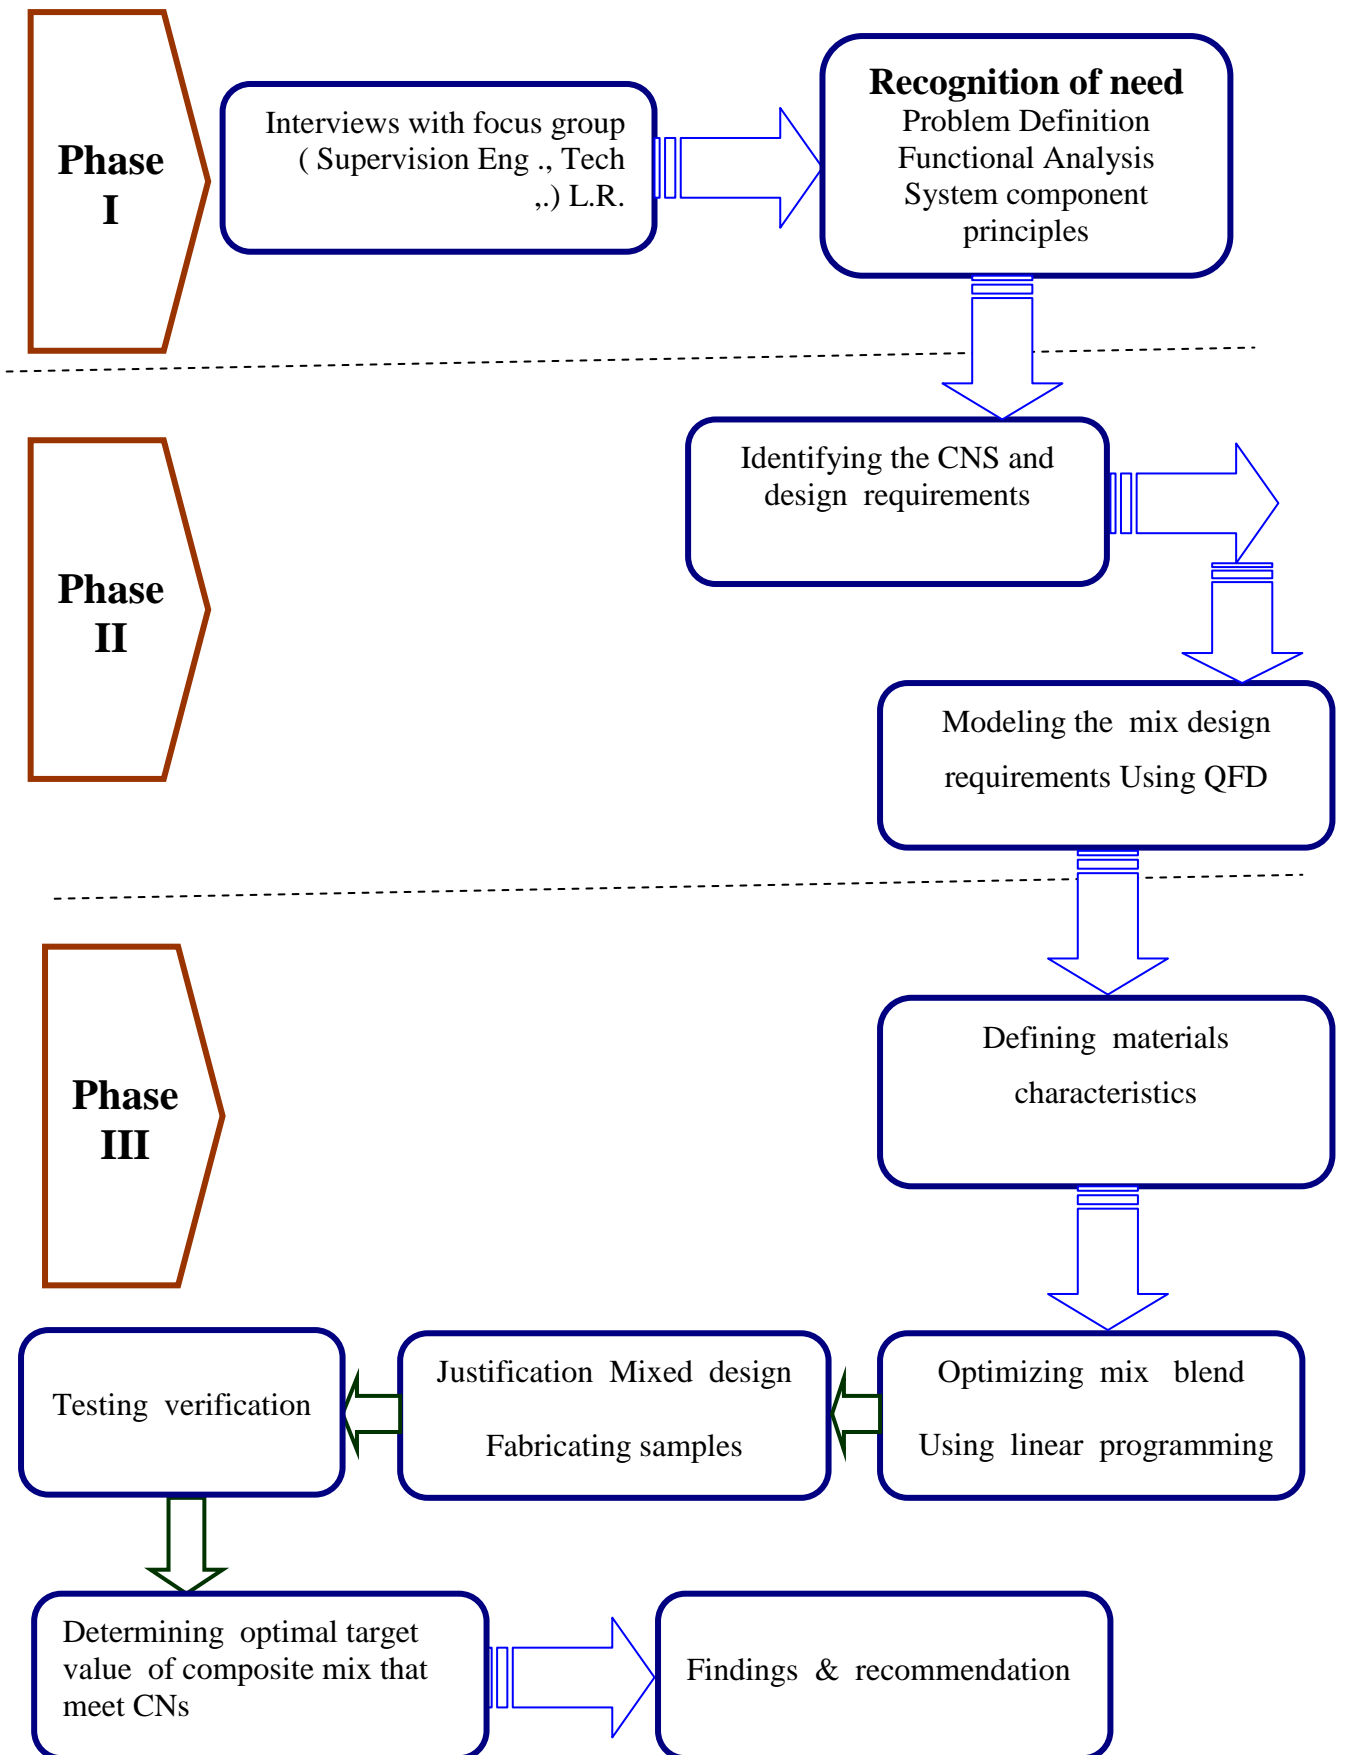 Phase
I
Interviews with focus group
( Supervision Eng ., Tech
,.) L.R.
Recognition of need
Problem Definition
Functional Analysis
System component
principles
Phase
II
Identifying the CNS and
design requirements
Modeling the mix design
requirements Using QFD
Phase
III
Defining materials
characteristics
Optimizing mix blend
Using linear programming
Justification Mixed design
Fabricating samples
Testing verification
Determining optimal target
value of composite mix that
meet CNs
Findings & recommendation